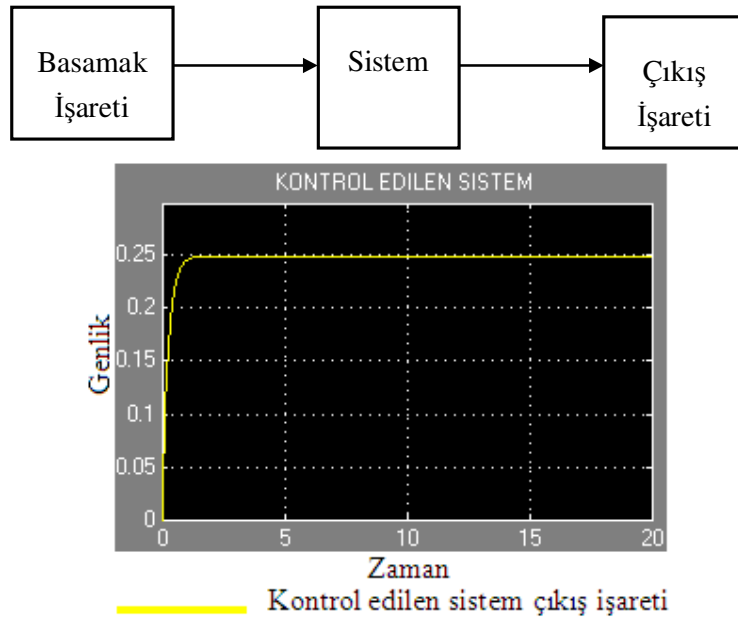 Basamak
İşareti
Sistem
Çıkış
İşareti
KONTROL EDILEN SISTEM
0.25
0.2
0.15
0.1
0.05
0
Genlik
0 5 10 15 20
Zaman
Kontrol edilen sistem çıkış işareti